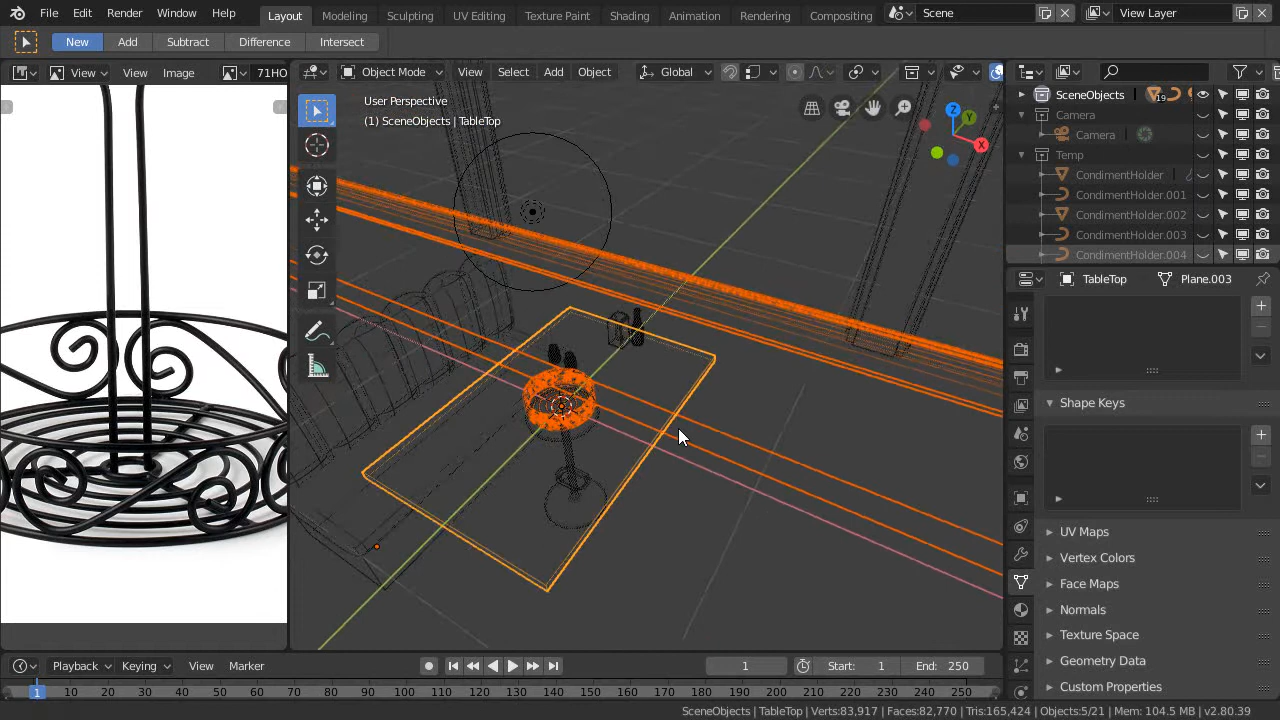 File Edit Render Window Help Layout Modeling Sculpting UV Editing Texture Paint Shading Animation Rendering Compositing Scene View Layer
New Add Subtract Difference Intersect
View View Image 71HO Object Mode View Select Add Object Global
User Perspective
(1) SceneObjects | TableTop
Z
Y
X
SceneObjects 19
Camera
Camera
Temp
CondimentHolder
CondimentHolder.001
CondimentHolder.002
CondimentHolder.003
CondimentHolder.004
TableTop Plane.003
Shape Keys
UV Maps
Vertex Colors
Face Maps
Normals
Texture Space
Geometry Data
Custom Properties
Playback Keying View Marker 1 Start: 1 End: 250
1 10 20 30 40 50 60 70 80 90 100 110 120 130 140 150 160 170 180 190 200 210 220 230 240 250
SceneObjects | TableTop | Verts:83,917 | Faces:82,770 | Tris:165,424 | Objects:5/21 | Mem: 104.5 MB | v2.80.39